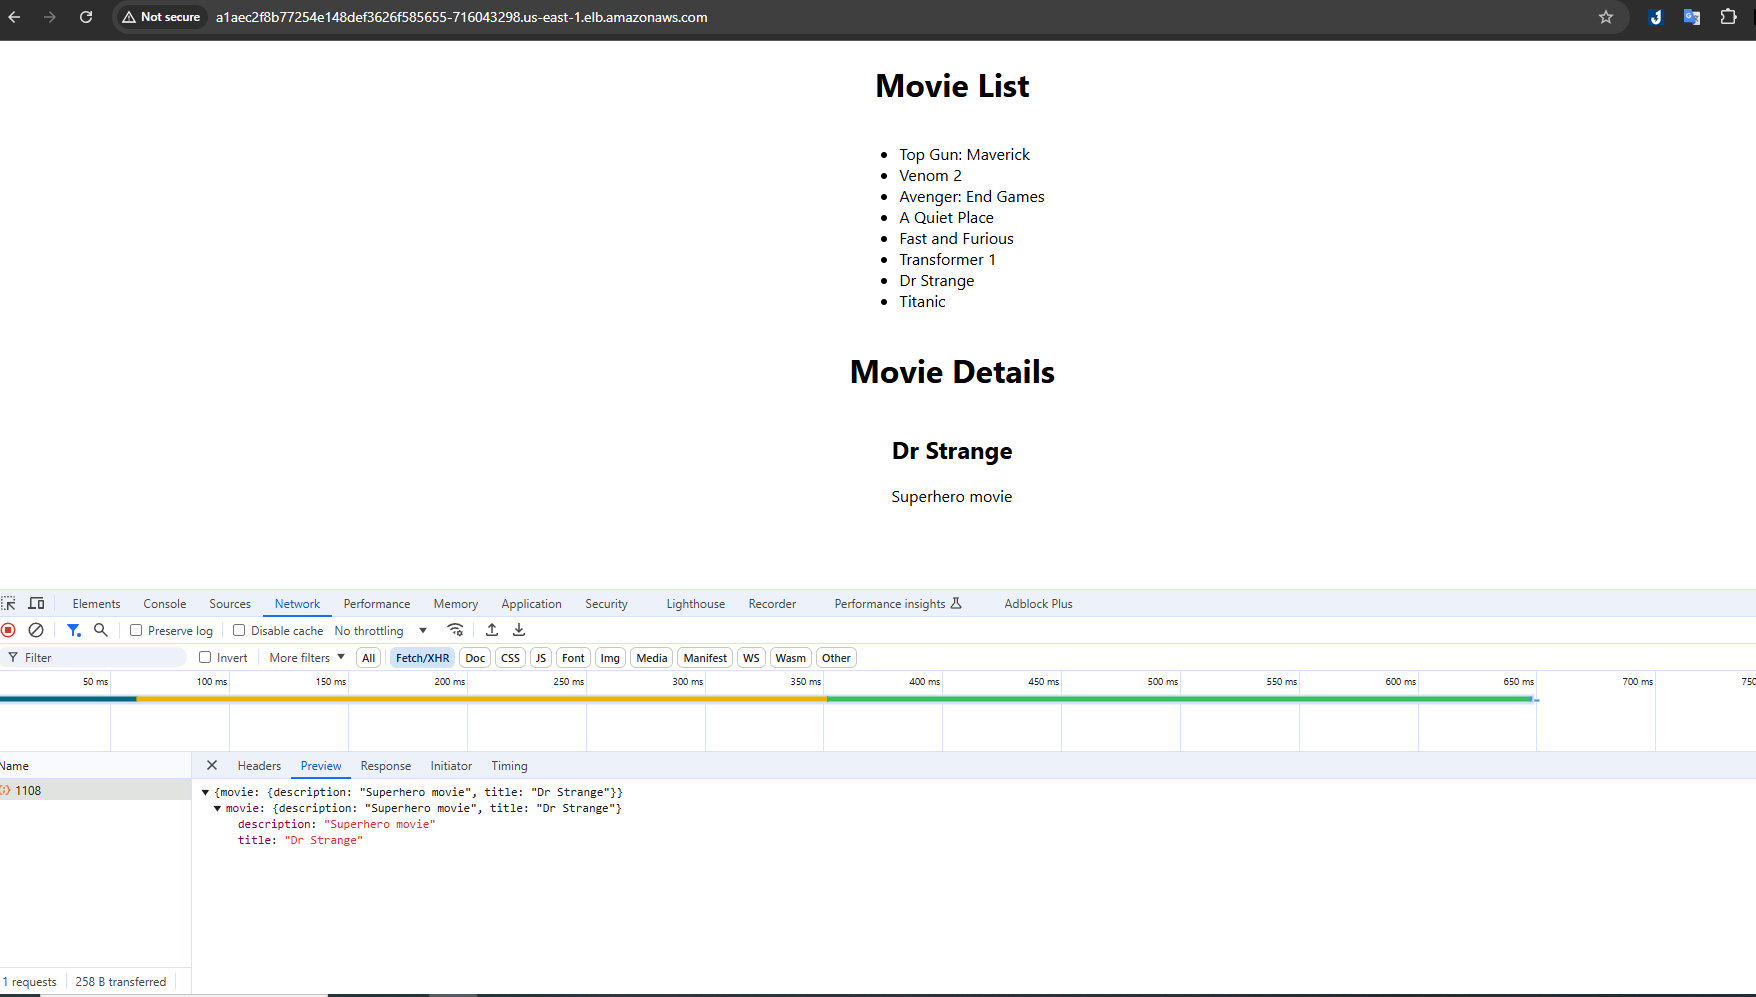 Not secure a1aec2f8b77254e148def3626f585655-716043298.us-east-1.elb.amazonaws.com
Movie List
Top Gun: Maverick
Venom 2
Avenger: End Games
A Quiet Place
Fast and Furious
Transformer 1
Dr Strange
Titanic
Movie Details
Dr Strange
Superhero movie
Elements Console Sources Network Performance Memory Application Security Lighthouse Recorder Performance insights Adblock Plus
Preserve log Disable cache No throttling
Filter Invert More filters All Fetch/XHR Doc CSS JS Font Img Media Manifest WS Wasm Other
50 ms 100 ms 150 ms 200 ms 250 ms 300 ms 350 ms 400 ms 450 ms 500 ms 550 ms 600 ms 650 ms 700 ms 750
Name Headers Preview Response Initiator Timing
1108
{movie: {description: "Superhero movie", title: "Dr Strange"}}
movie: {description: "Superhero movie", title: "Dr Strange"}
description: "Superhero movie"
title: "Dr Strange"
1 requests 258 B transferred